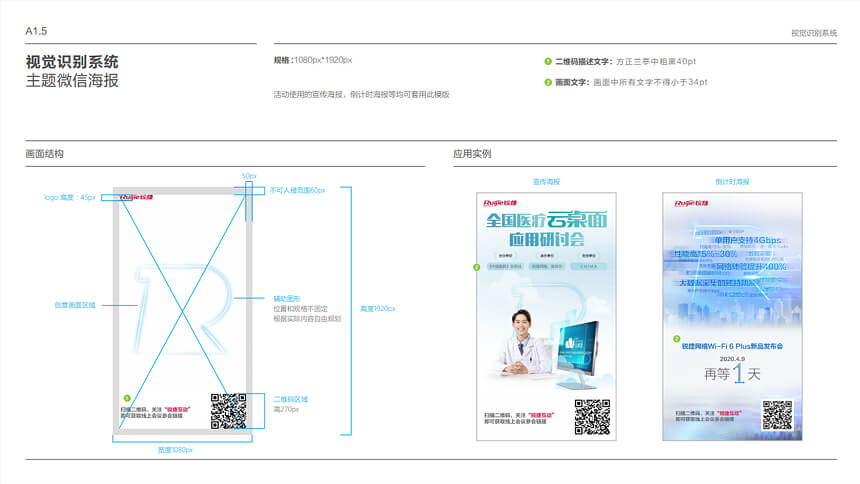 A1.5
视觉识别系统
视觉识别系统
主题微信海报
规格:1080px*1920px
活动使用的宣传海报,倒计时海报等均可套用此模版
1 二维码描述文字:方正兰亭中粗黑40pt
2 画面文字:画面中所有文字不得小于34pt
画面结构
应用实例
50px
logo 高度:45px
不可入侵范围60px
Ruijie锐捷
创意画面区域
辅助图形
位置和规格不固定
根据实际内容自由规划
高度1920px
1
扫描二维码,关注“锐捷互动”
即可获取线上会议参会链接
二维码区域
高270px
宽度1080px
宣传海报
Ruijie锐捷
全国医疗云桌面
应用研讨会
2
扫描二维码,关注“锐捷互动”
即可获取线上会议参会链接
倒计时海报
Ruijie锐捷
单用户支持4Gbps
性能高15%-30%
网络体验提升400%
2
锐捷网络Wi-Fi 6 Plus新品发布会
2020.4.9
再等1天
扫描二维码,关注“锐捷互动”
即可获取线上会议参会链接